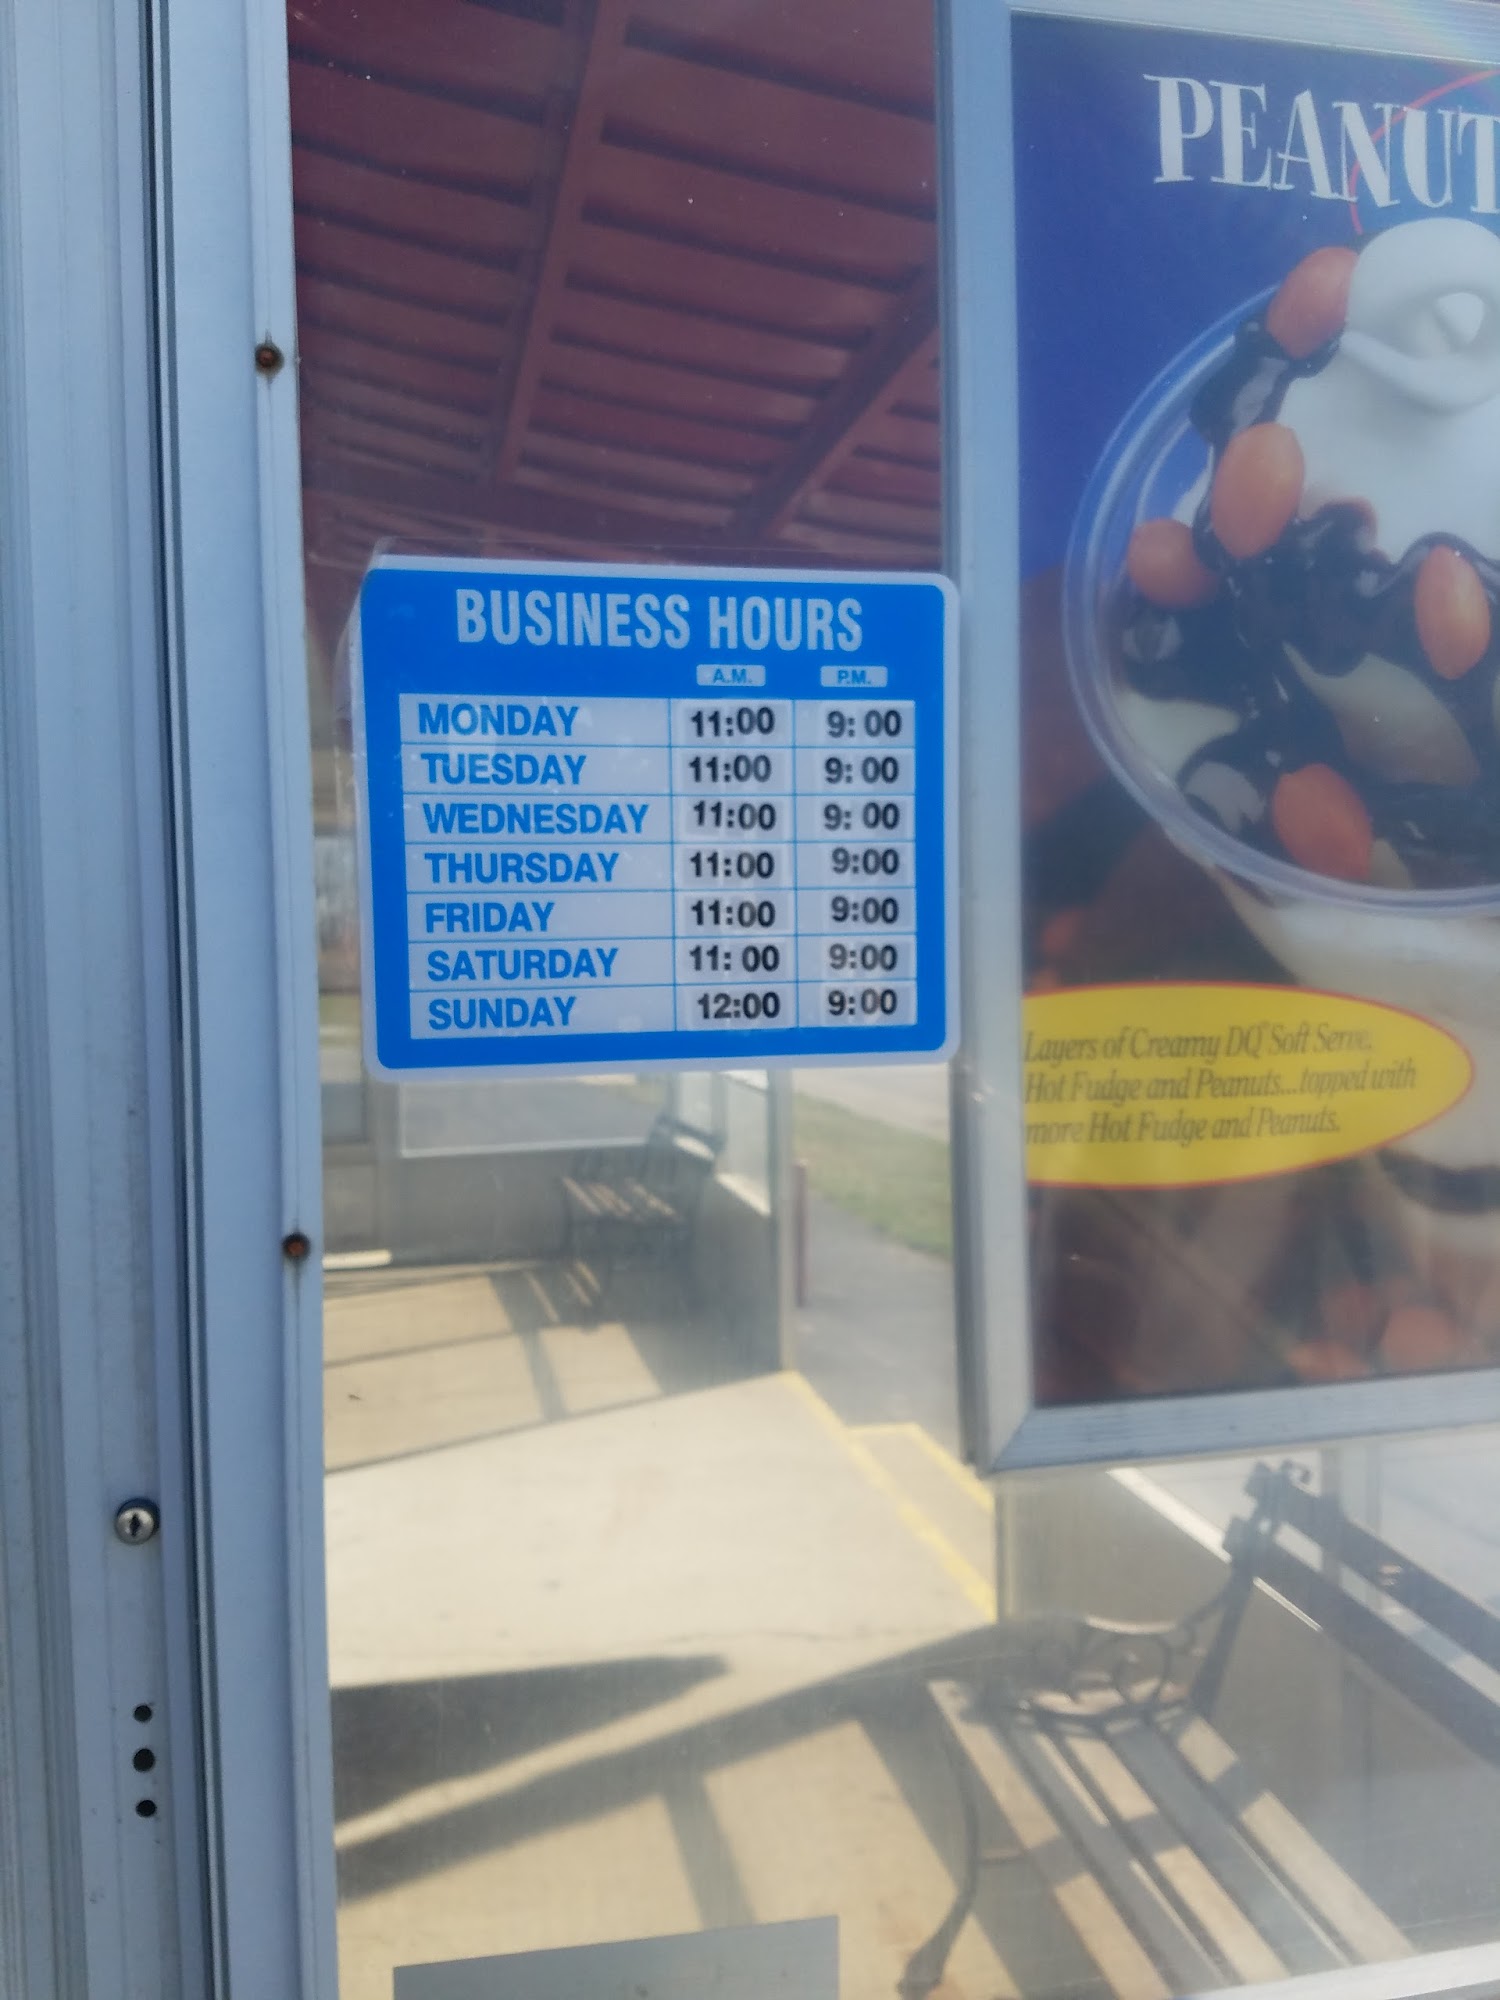 BUSINESS HOURS
A.M. P.M.
MONDAY 11:00 9: 00
TUESDAY 11:00 9: 00
WEDNESDAY 11:00 9: 00
THURSDAY 11:00 9:00
FRIDAY 11:00 9:00
SATURDAY 11: 00 9:00
SUNDAY 12:00 9:00
PEANUT
Layers of Creamy DQ® Soft Serve,
Hot Fudge and Peanuts...topped with
more Hot Fudge and Peanuts.